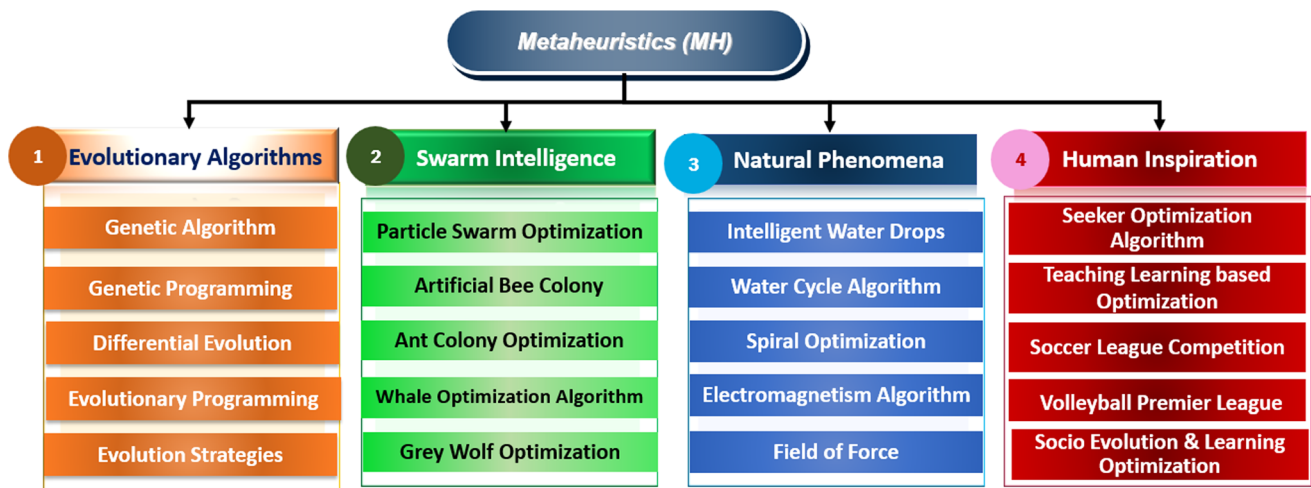 Metaheuristics (MH)
1
Evolutionary Algorithms
Genetic Algorithm
Genetic Programming
Differential Evolution
Evolutionary Programming
Evolution Strategies
2
Swarm Intelligence
Particle Swarm Optimization
Artificial Bee Colony
Ant Colony Optimization
Whale Optimization Algorithm
Grey Wolf Optimization
3
Natural Phenomena
Intelligent Water Drops
Water Cycle Algorithm
Spiral Optimization
Electromagnetism Algorithm
Field of Force
4
Human Inspiration
Seeker Optimization
Algorithm
Teaching Learning based
Optimization
Soccer League Competition
Volleyball Premier League
Socio Evolution & Learning
Optimization